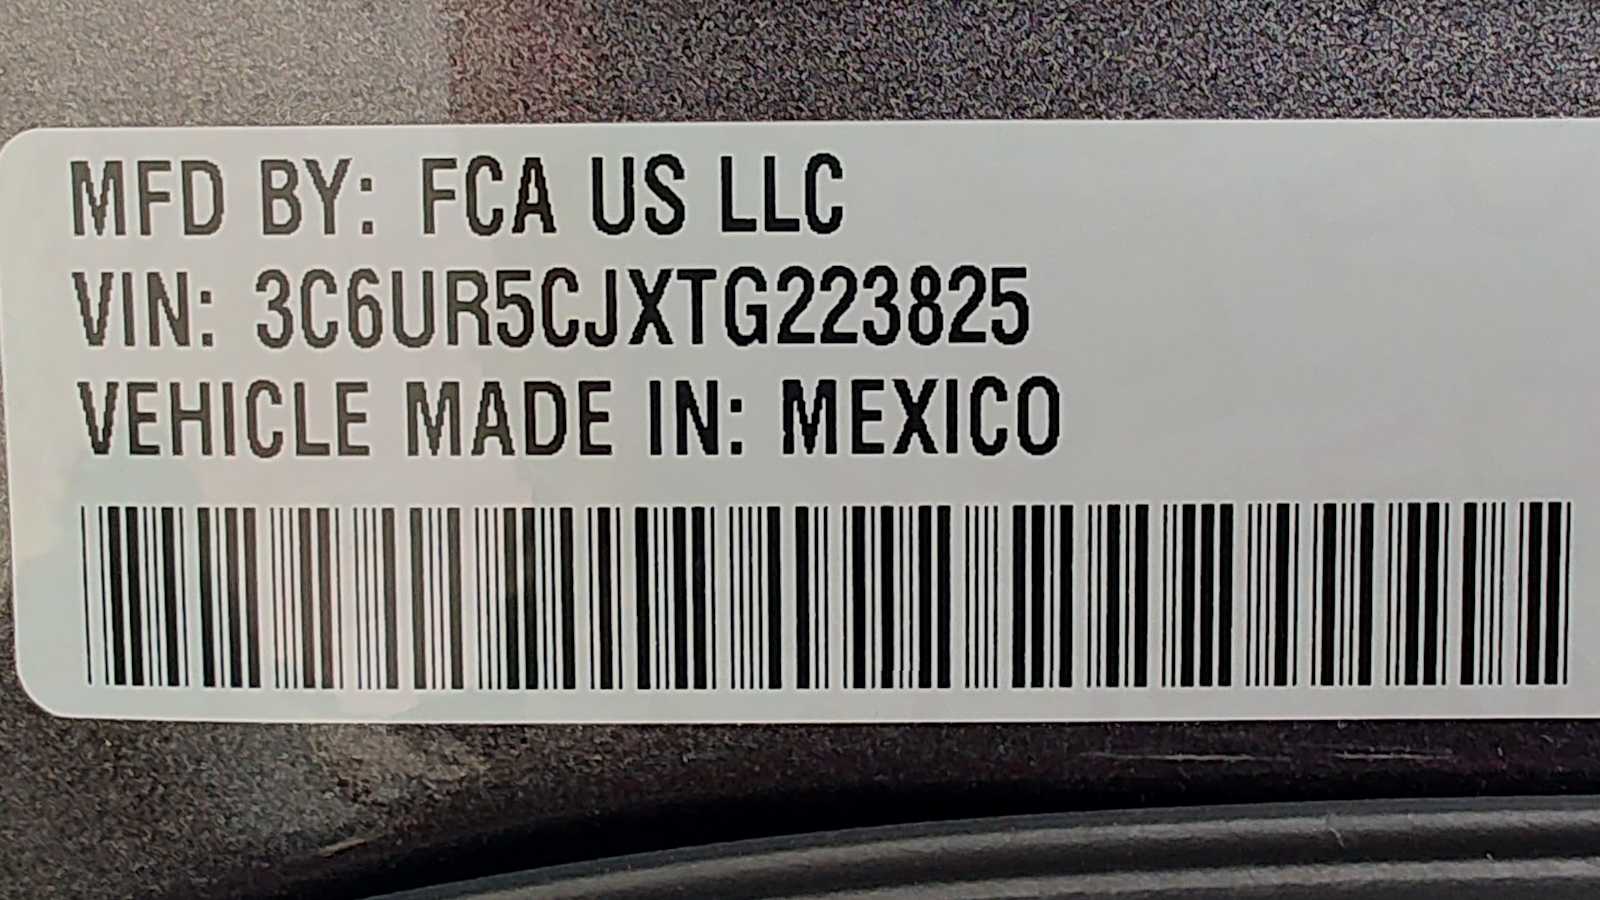 MFD BY: FCA US LLC
VIN: 3C6UR5CJXTG223825
VEHICLE MADE IN: MEXICO